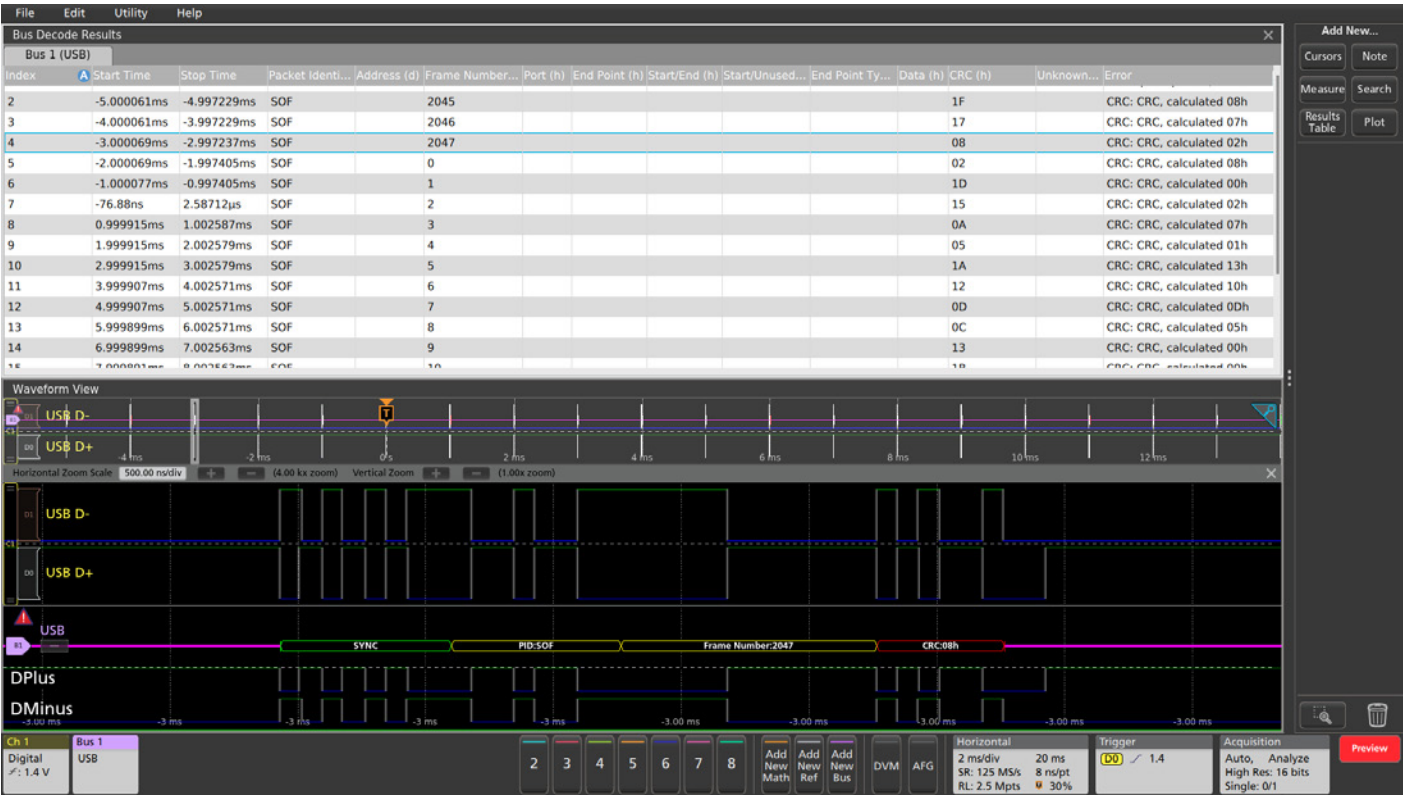 File Edit Utility Help
Bus Decode Results
Bus 1 (USB)
Index Start Time Stop Time Packet Identi... Address (d) Frame Number... Port (h) End Point (h) Start/End (h) Start/Unused... End Point Ty... Data (h) CRC (h) Unknown... Error
2 -5.000061ms -4.997229ms SOF 2045 1F CRC: CRC, calculated 08h
3 -4.000061ms -3.997229ms SOF 2046 17 CRC: CRC, calculated 07h
4 -3.000069ms -2.997237ms SOF 2047 08 CRC: CRC, calculated 02h
5 -2.000069ms -1.997405ms SOF 0 02 CRC: CRC, calculated 08h
6 -1.000077ms -0.997405ms SOF 1 1D CRC: CRC, calculated 00h
7 -76.88ns 2.58712µs SOF 2 15 CRC: CRC, calculated 02h
8 0.999915ms 1.002587ms SOF 3 0A CRC: CRC, calculated 07h
9 1.999915ms 2.002579ms SOF 4 05 CRC: CRC, calculated 01h
10 2.999915ms 3.002579ms SOF 5 1A CRC: CRC, calculated 13h
11 3.999907ms 4.002571ms SOF 6 12 CRC: CRC, calculated 10h
12 4.999907ms 5.002571ms SOF 7 0D CRC: CRC, calculated 0Dh
13 5.999899ms 6.002571ms SOF 8 0C CRC: CRC, calculated 05h
14 6.999899ms 7.002563ms SOF 9 13 CRC: CRC, calculated 00h
Add New...
Cursors Note
Measure Search
Results Table Plot
Waveform View
D1 USB D-
T
D0 USB D+
-4 ms -2 ms 0 s 2 ms 4 ms 6 ms 8 ms 10 ms 12 ms
Horizontal Zoom Scale 500.00 ns/div + - (4.00 kx zoom) Vertical Zoom + - (1.00x zoom)
D1 USB D-
C1
D0 USB D+
USB
B1
SYNC PID:SOF Frame Number:2047 CRC:08h
DPlus
DMinus
-3.00 ms -3 ms -3 ms -3 ms -3 ms -3.00 ms -3.00 ms -3.00 ms -3.00 ms -3.00 ms
Ch 1
Digital
: 1.4 V
Bus 1
USB
2 3 4 5 6 7 8
Add New Math
Add New Ref
Add New Bus
DVM AFG
Horizontal
2 ms/div 20 ms
SR: 125 MS/s 8 ns/pt
RL: 2.5 Mpts 30%
Trigger
D0 1.4
Acquisition
Auto, Analyze
High Res: 16 bits
Single: 0/1
Preview